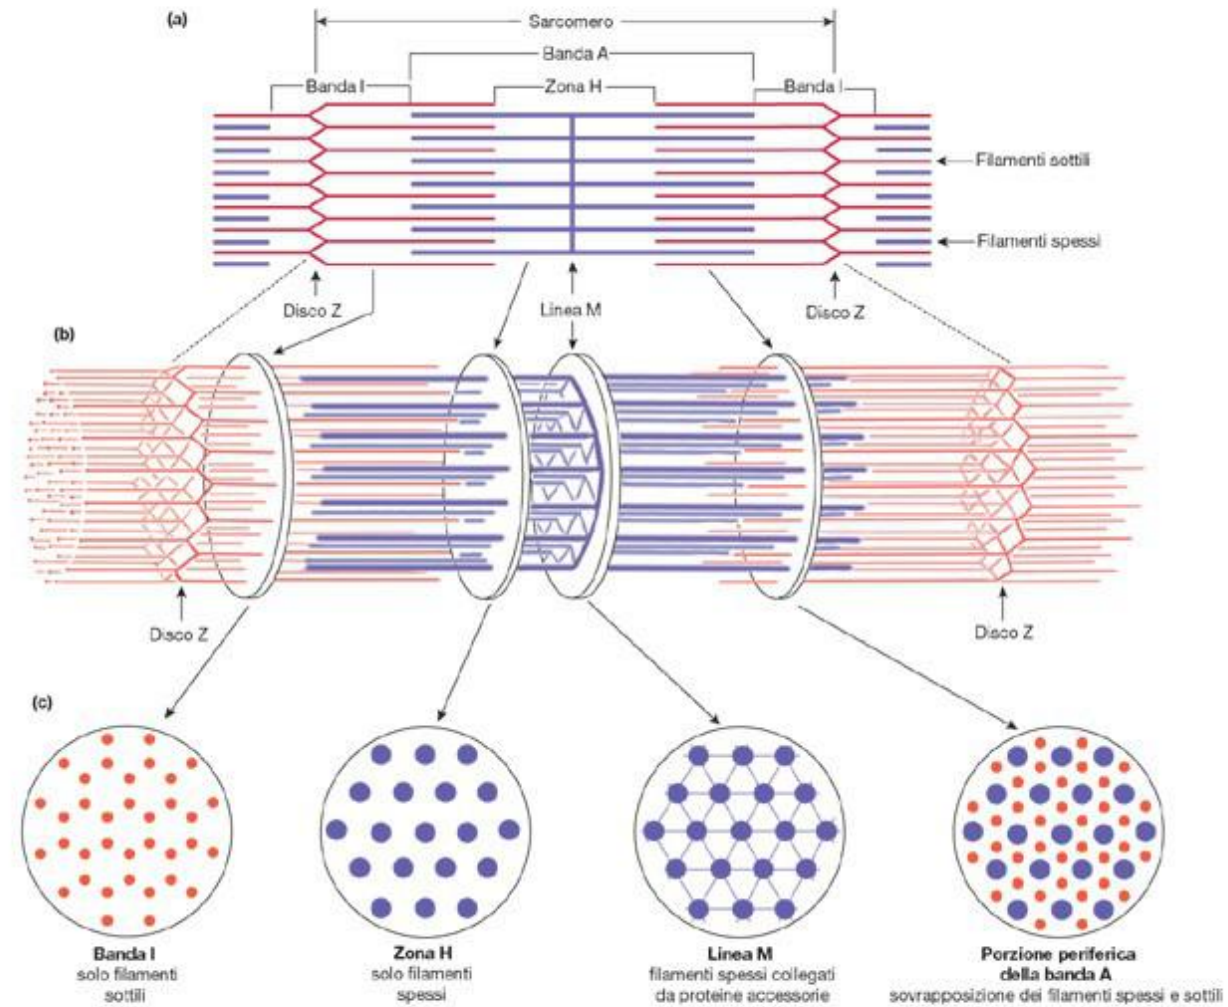 (a)
Sarcomero
Banda A
Banda I
Zona H
Banda I
Filamenti sottili
Filamenti spessi
Disco Z
Linea M
Disco Z
(b)
Disco Z
Disco Z
(c)
Banda I
solo filamenti
sottili
Zona H
solo filamenti
spessi
Linea M
filamenti spessi collegati
da proteine accessorie
Porzione periferica
della banda A
sovrapposizione dei filamenti spessi e sottili